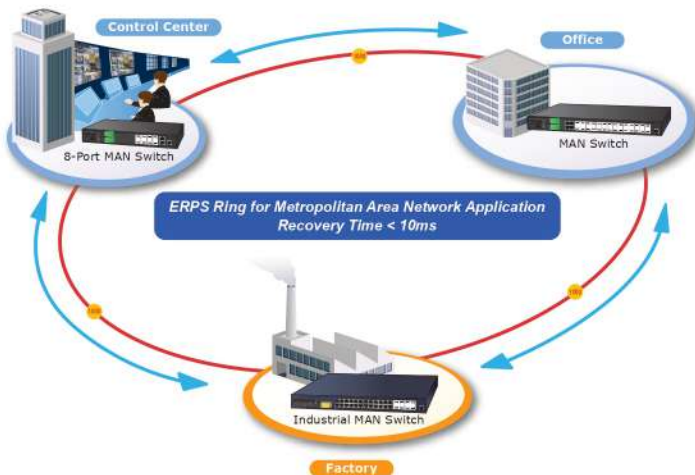 Control Center
Office
8-Port MAN Switch
MAN Switch
ERPS Ring for Metropolitan Area Network Application
Recovery Time < 10ms
Industrial MAN Switch
Factory